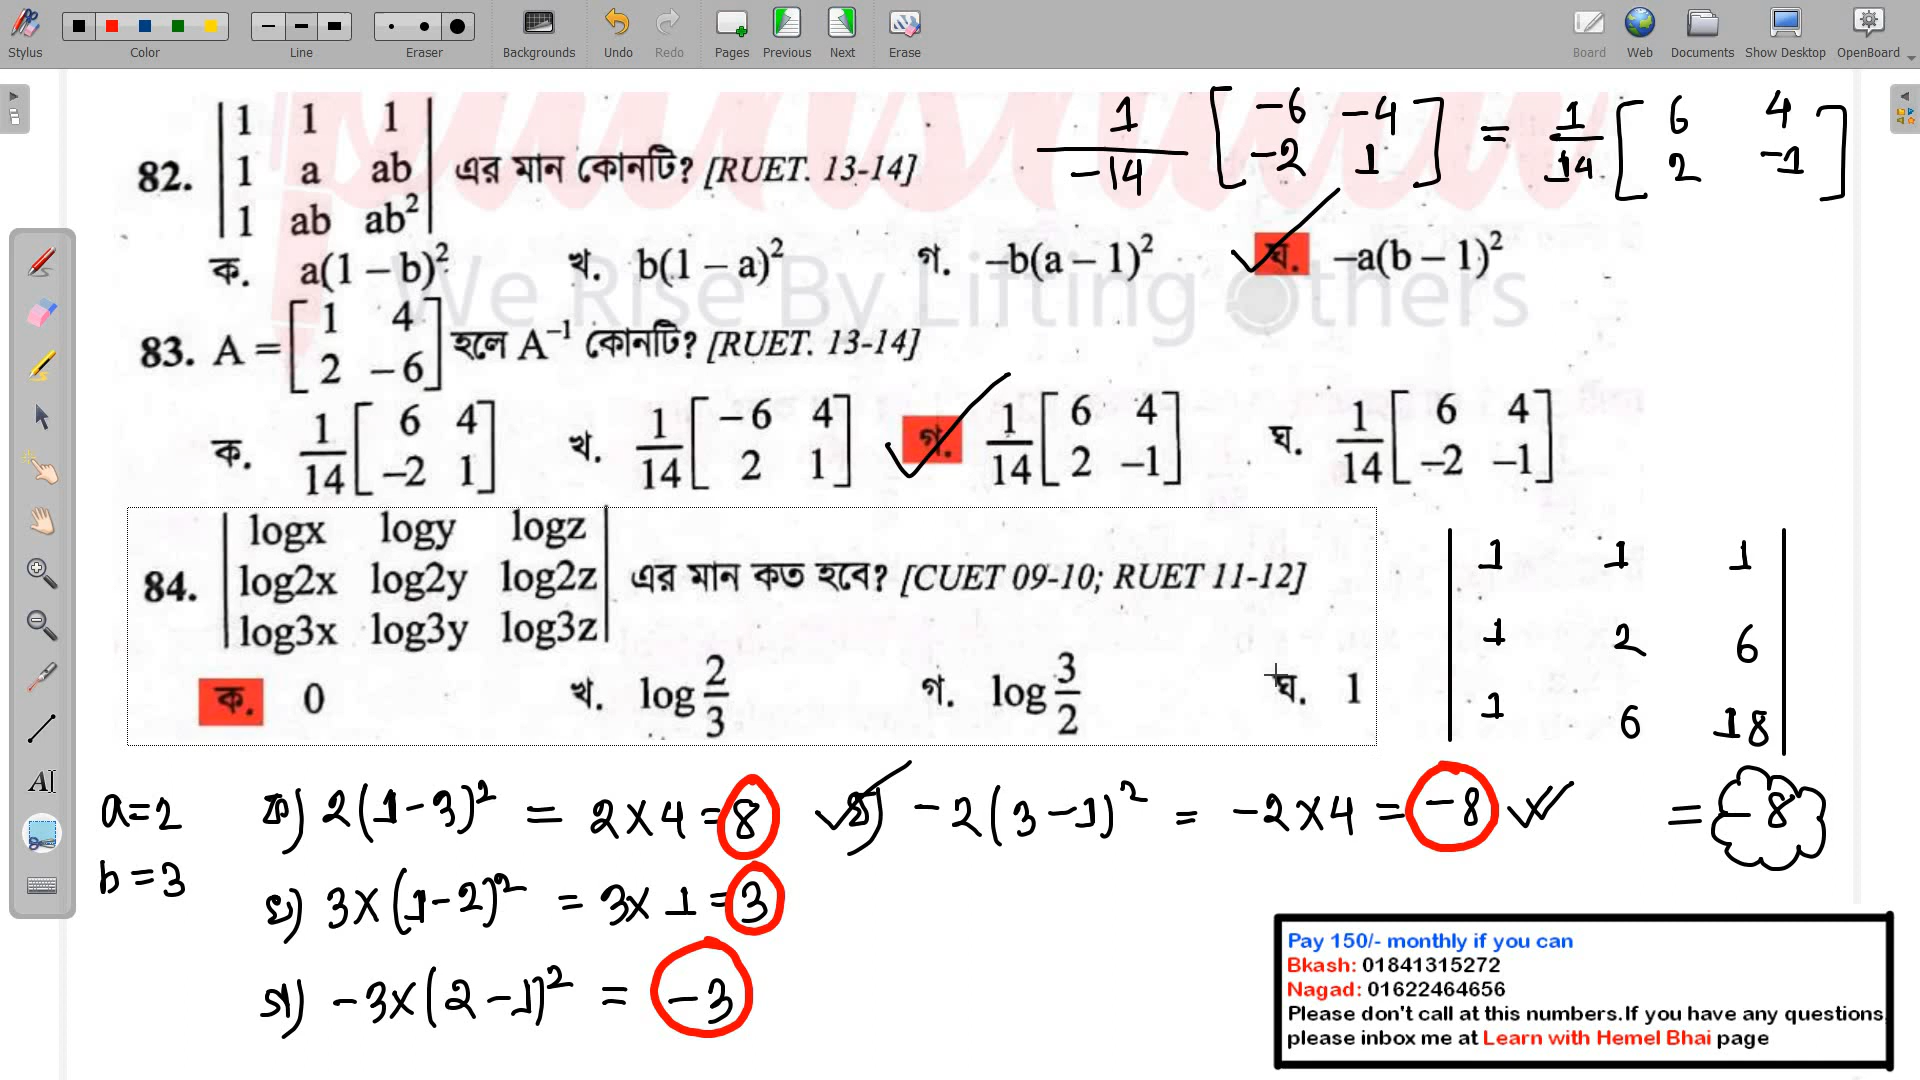 Stylus Color Line Eraser Backgrounds Undo Redo Pages Previous Next Erase Board Web Documents Show Desktop OpenBoard
82. | 1 1 1 |
| 1 a ab |
| 1 ab ab² | এর মান কোনটি? [RUET. 13-14]
1/-14 [ -6 -4 ] = 1/14 [ 6 4 ]
[ -2 1 ] [ 2 -1 ]
ক. a(1 – b)² খ. b(1 – a)² গ. –b(a – 1)² ঘ. –a(b – 1)²
We Rise By Lifting Others
83. A = [ 1 4 ]
[ 2 – 6 ] হলে A⁻¹ কোনটি? [RUET. 13-14]
ক. 1/14 [ 6 4 ] খ. 1/14 [ – 6 4 ] গ. 1/14 [ 6 4 ] ঘ. 1/14 [ 6 4 ]
[ –2 1 ] [ 2 1 ] [ 2 –1 ] [ –2 –1 ]
84. | logx logy logz |
| log2x log2y log2z |
| log3x log3y log3z | এর মান কত হবে? [CUET 09-10; RUET 11-12]
ক. 0 খ. log 2/3 গ. log 3/2 ঘ. 1
| 1 1 1 |
| 1 2 6 |
| 1 6 18 |
= -8
a=2
b=3
ক) 2(1-3)² = 2×4 = 8
ঘ) -2(3-1)² = -2×4 = -8
খ) 3×(1-2)² = 3×1 = 3
গ) -3×(2-1)² = -3
Pay 150/- monthly if you can
Bkash: 01841315272
Nagad: 01622464656
Please don't call at this numbers.If you have any questions,
please inbox me at Learn with Hemel Bhai page